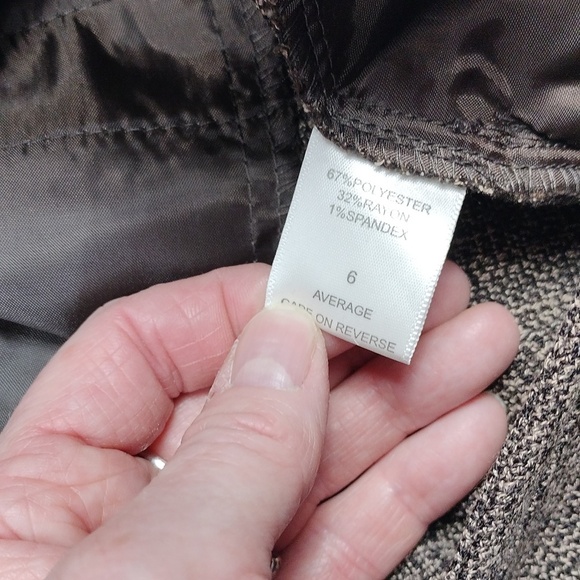 67%POLYESTER
32%RAYON
1%SPANDEX
6
AVERAGE
CARE ON REVERSE